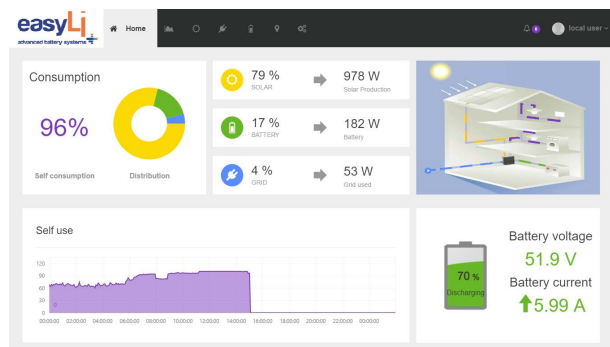 easyLi
advanced battery systems
Home
6
local user
Consumption
96%
Self consumption
Distribution
79 %
SOLAR
978 W
Solar Production
17 %
BATTERY
182 W
Battery
4 %
GRID
53 W
Grid used
Self use
120
90
60
30
0
0
00:00:00 02:00:00 04:00:00 06:00:00 08:00:00 10:00:00 12:00:00 14:00:00 16:00:00 18:00:00 20:00:00 22:00:00 00:00:00
70 %
Discharging
Battery voltage
51.9 V
Battery current
5.99 A